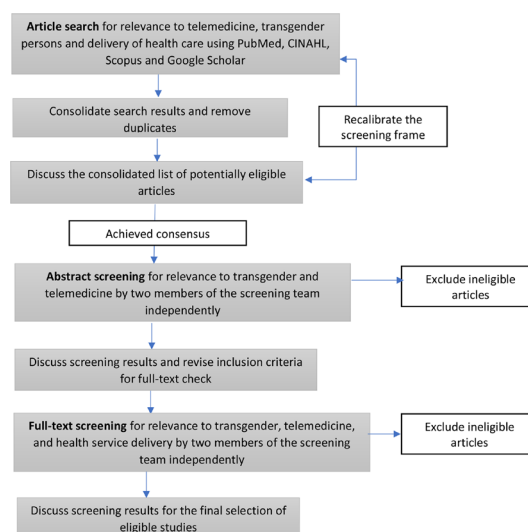 Article search for relevance to telemedicine, transgender
persons and delivery of health care using PubMed, CINAHL,
Scopus and Google Scholar
Consolidate search results and remove
duplicates
Recalibrate the
screening frame
Discuss the consolidated list of potentially eligible
articles
Achieved consensus
Abstract screening for relevance to transgender and
telemedicine by two members of the screening team
independently
Exclude ineligible
articles
Discuss screening results and revise inclusion criteria
for full-text check
Full-text screening for relevance to transgender, telemedicine,
and health service delivery by two members of the screening
team independently
Exclude ineligible
articles
Discuss screening results for the final selection of
eligible studies